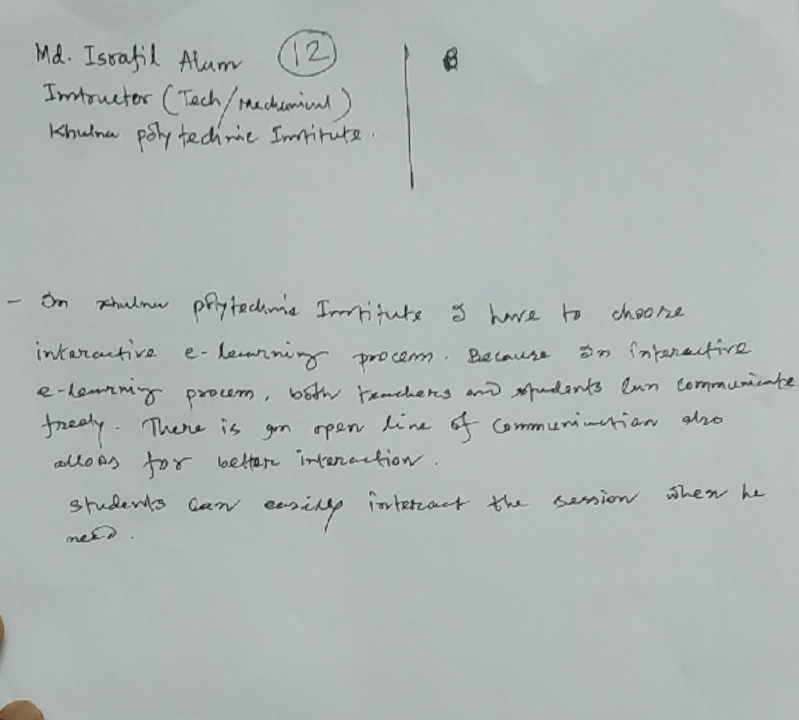 Md. Israfil Alam (12)
Instructor (Tech/Mechanical)
Khulna polytechnic Institute.
- In Khulna polytechnic Institute I have to choose
interactive e-learning process. Because In interactive
e-learning process, both teachers and students can communicate
freely. There is an open line of communication also
allows for better interaction.
students can easily interact the session when he
need.